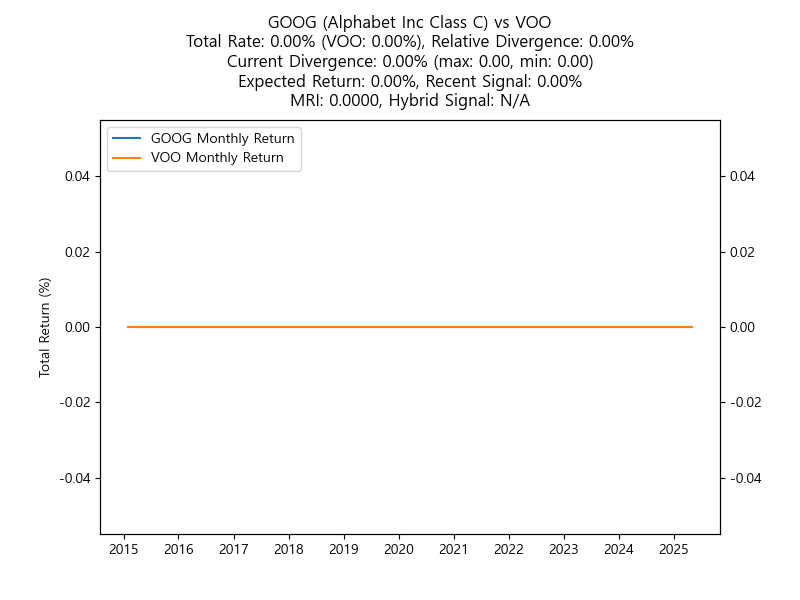 GOOG (Alphabet Inc Class C) vs VOO
Total Rate: 0.00% (VOO: 0.00%), Relative Divergence: 0.00%
Current Divergence: 0.00% (max: 0.00, min: 0.00)
Expected Return: 0.00%, Recent Signal: 0.00%
MRI: 0.0000, Hybrid Signal: N/A
GOOG Monthly Return
VOO Monthly Return
Total Return (%)
0.04
0.02
0.00
-0.02
-0.04
0.04
0.02
0.00
-0.02
-0.04
2015 2016 2017 2018 2019 2020 2021 2022 2023 2024 2025